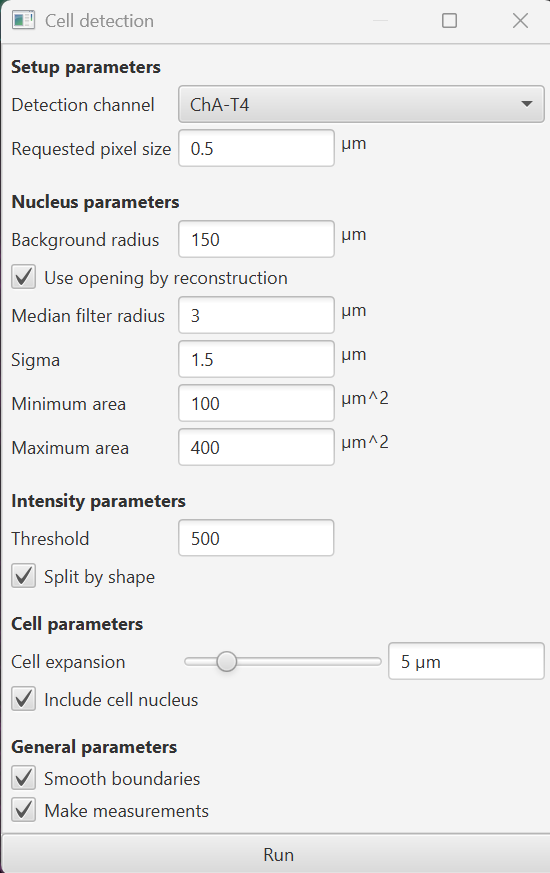 Cell detection
Setup parameters
Detection channel ChA-T4
Requested pixel size 0.5 µm
Nucleus parameters
Background radius 150 µm
Use opening by reconstruction
Median filter radius 3 µm
Sigma 1.5 µm
Minimum area 100 µm^2
Maximum area 400 µm^2
Intensity parameters
Threshold 500
Split by shape
Cell parameters
Cell expansion 5 µm
Include cell nucleus
General parameters
Smooth boundaries
Make measurements
Run